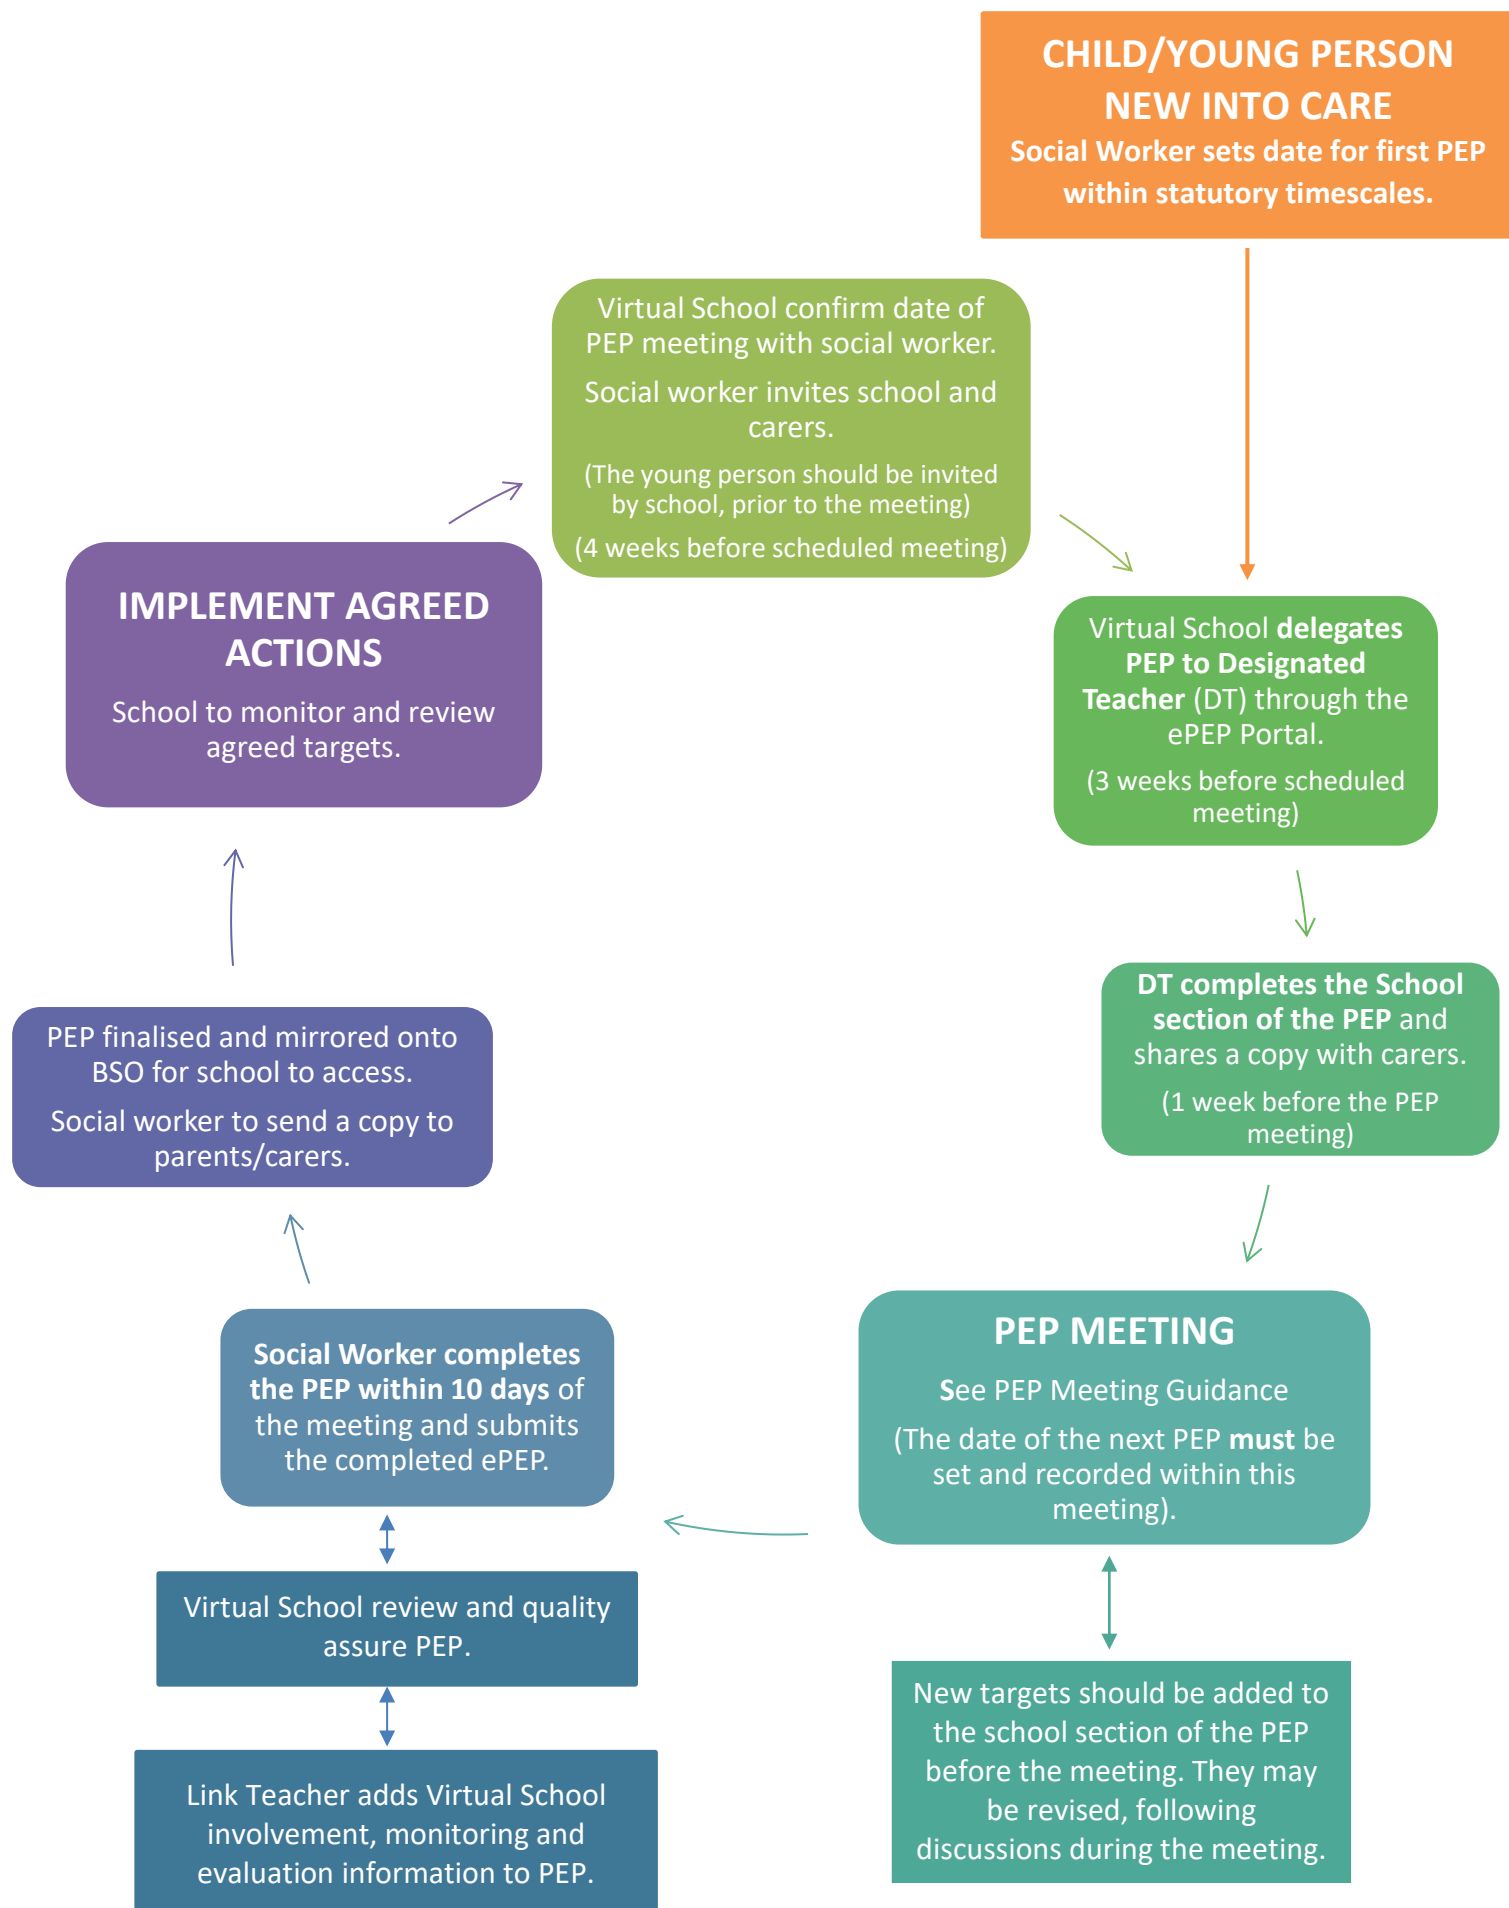 CHILD/YOUNG PERSON
NEW INTO CARE
Social Worker sets date for first PEP
within statutory timescales.
Virtual School confirm date of
PEP meeting with social worker.
Social worker invites school and
carers.
(The young person should be invited
by school, prior to the meeting)
(4 weeks before scheduled meeting)
Virtual School delegates
PEP to Designated
Teacher (DT) through the
ePEP Portal.
(3 weeks before scheduled
meeting)
DT completes the School
section of the PEP and
shares a copy with carers.
(1 week before the PEP
meeting)
PEP MEETING
See PEP Meeting Guidance
(The date of the next PEP must be
set and recorded within this
meeting).
New targets should be added to
the school section of the PEP
before the meeting. They may
be revised, following
discussions during the meeting.
Social Worker completes
the PEP within 10 days of
the meeting and submits
the completed ePEP.
Virtual School review and quality
assure PEP.
Link Teacher adds Virtual School
involvement, monitoring and
evaluation information to PEP.
PEP finalised and mirrored onto
BSO for school to access.
Social worker to send a copy to
parents/carers.
IMPLEMENT AGREED
ACTIONS
School to monitor and review
agreed targets.